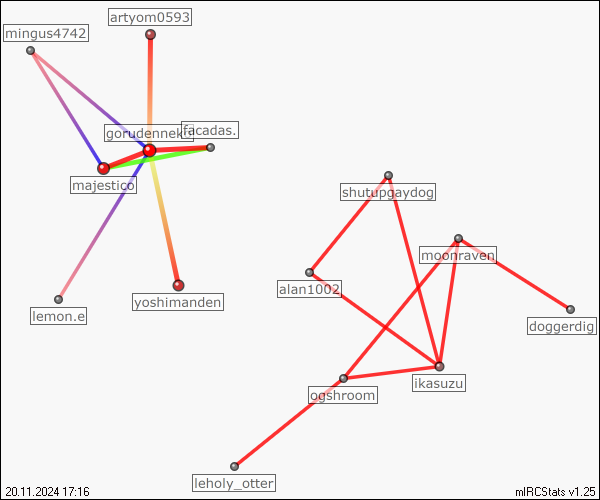 artyom0593
mingus4742
facadas.
majestico
shutupgaydog
moonraven
alan1002
lemon.e
yoshimanden
doggerdig
ikasuzu
ogshroom
leholy_otter
20.11.2024 17:16
mIRCStats v1.25